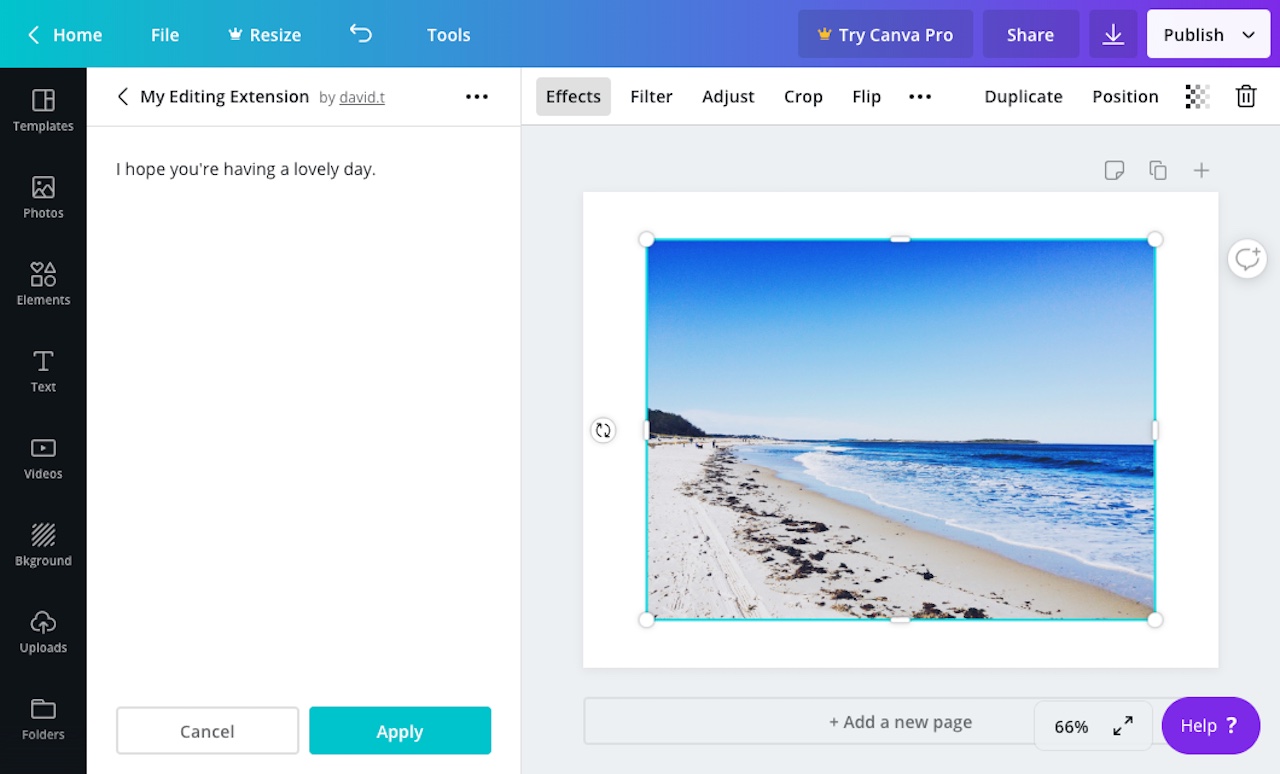 Home File Resize Tools Try Canva Pro Share Publish
Templates
Photos
Elements
Text
Videos
Bkground
Uploads
Folders
My Editing Extension by david.t
I hope you're having a lovely day.
Cancel Apply
Effects Filter Adjust Crop Flip Duplicate Position
+ Add a new page
66%
Help ?